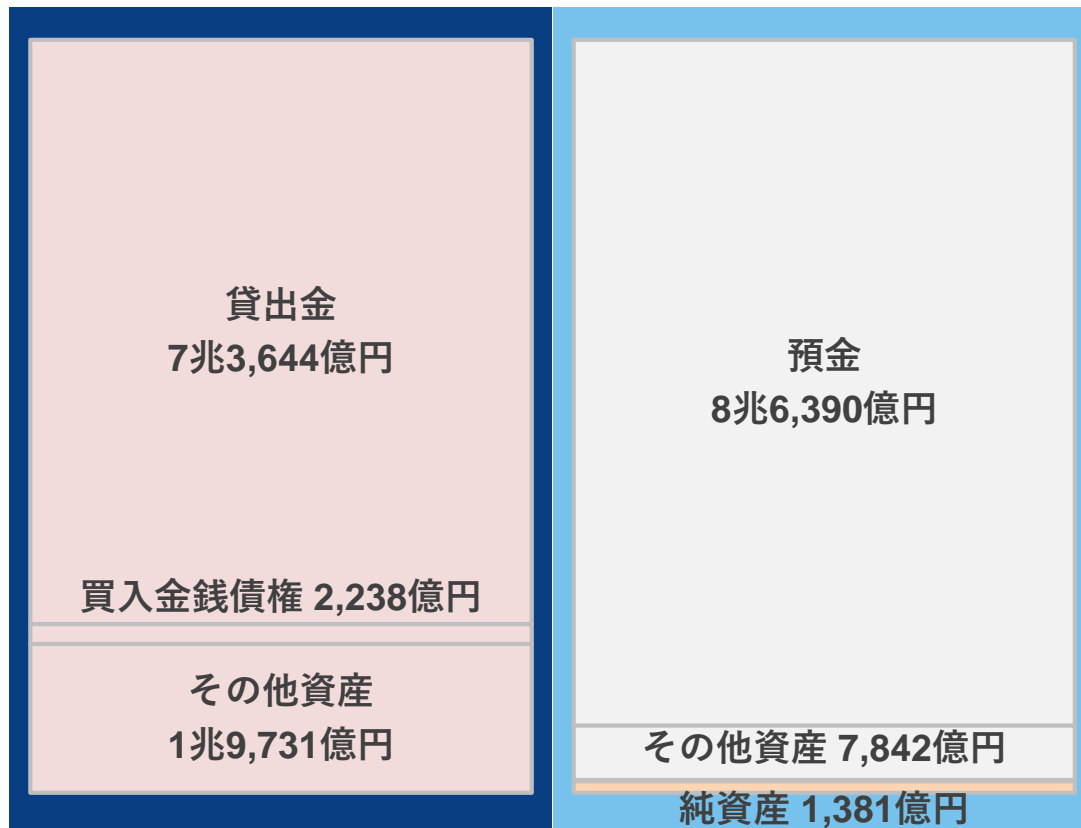 貸出金
7兆3,644億円
買入金銭債権 2,238億円
その他資産
1兆9,731億円
預金
8兆6,390億円
その他資産 7,842億円
純資産 1,381億円